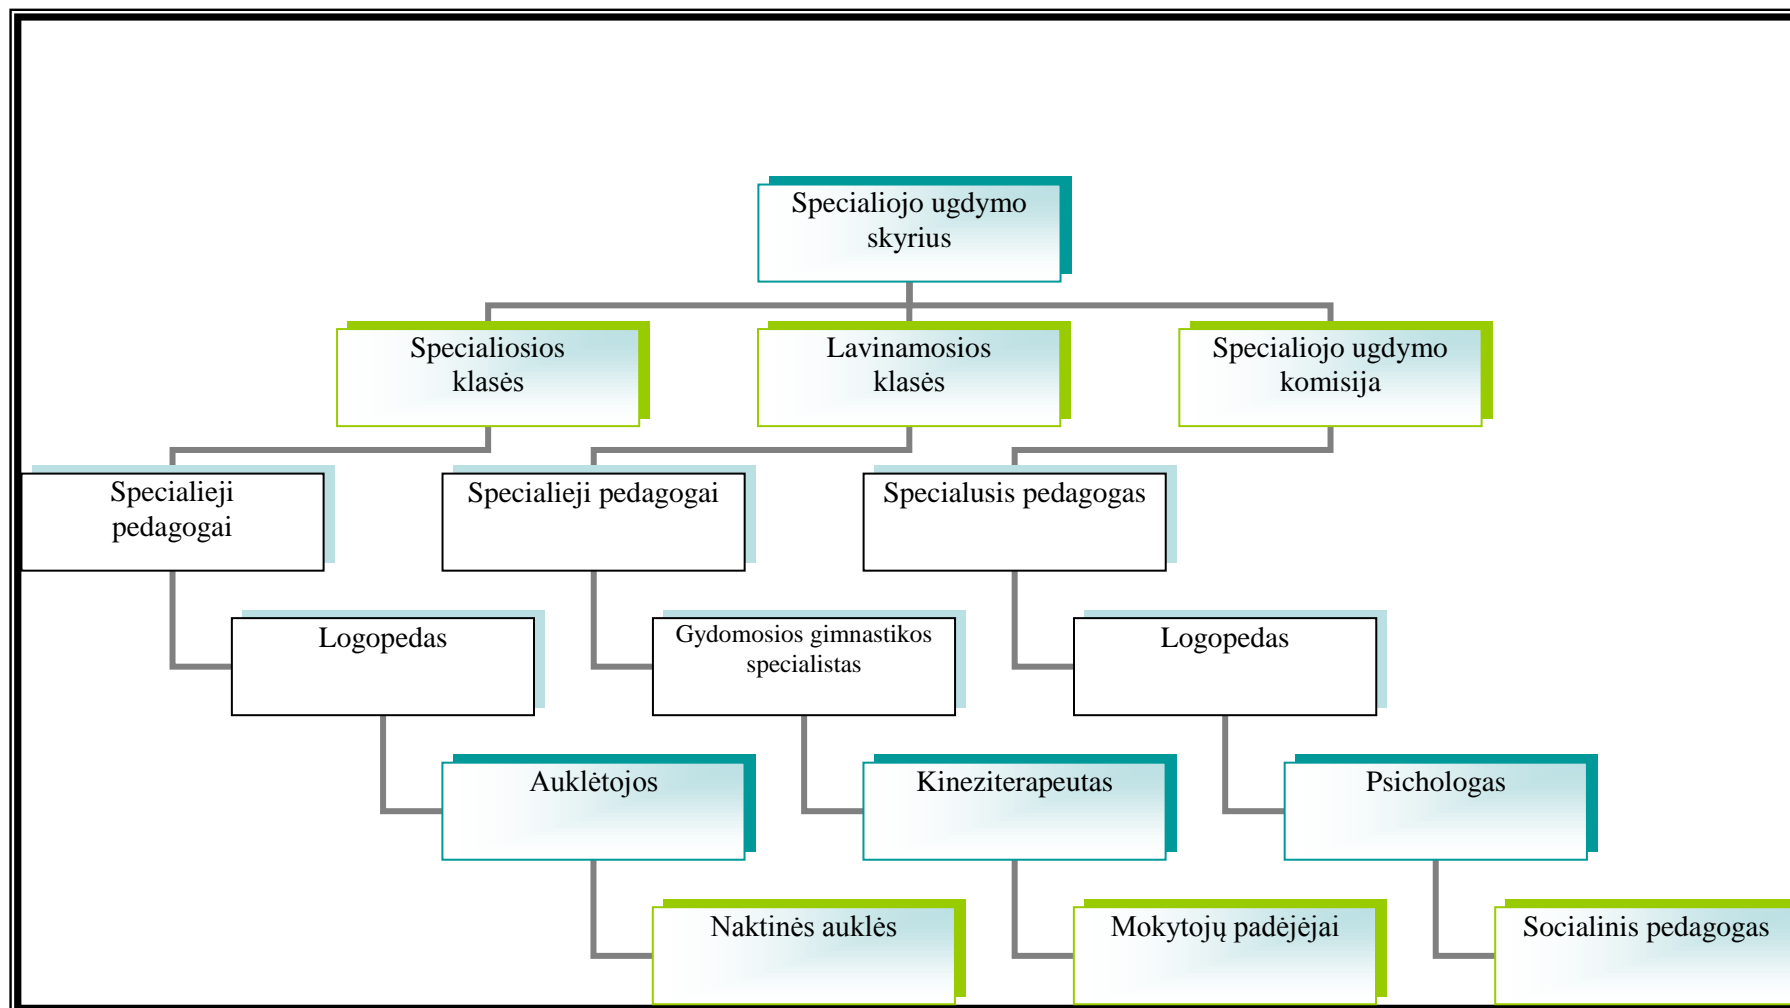 Specialiojo ugdymo
skyrius
Specialiosios
klasės
Lavinamosios
klasės
Specialiojo ugdymo
komisija
Specialieji
pedagogai
Specialieji pedagogai
Specialusis pedagogas
Logopedas
Gydomosios gimnastikos
specialistas
Logopedas
Auklėtojos
Kineziterapeutas
Psichologas
Naktinės auklės
Mokytojų padėjėjai
Socialinis pedagogas